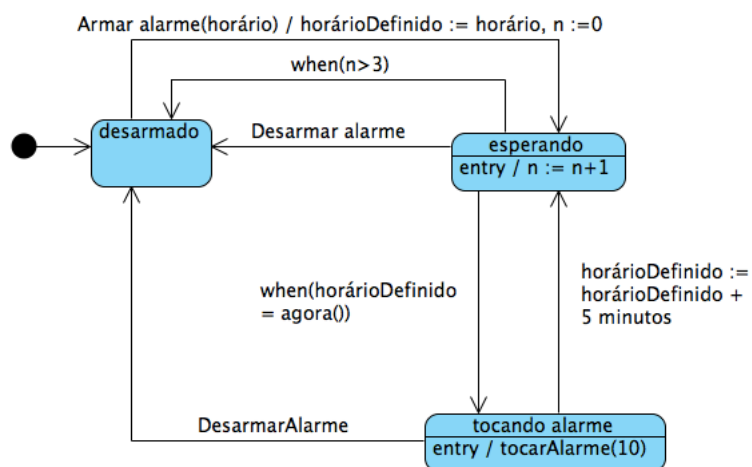 Armar alarme(horário) / horárioDefinido := horário, n :=0
when(n>3)
desarmado
Desarmar alarme
esperando
entry / n := n+1
when(horárioDefinido
= agora())
horárioDefinido :=
horárioDefinido +
5 minutos
DesarmarAlarme
tocando alarme
entry / tocarAlarme(10)